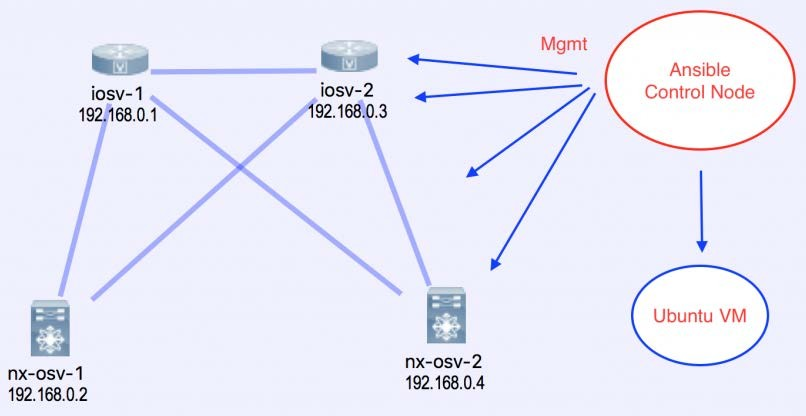 Mgmt
Ansible
Control Node
iosv-1
192.168.0.1
iosv-2
192.168.0.3
Ubuntu VM
nx-osv-1
192.168.0.2
nx-osv-2
192.168.0.4